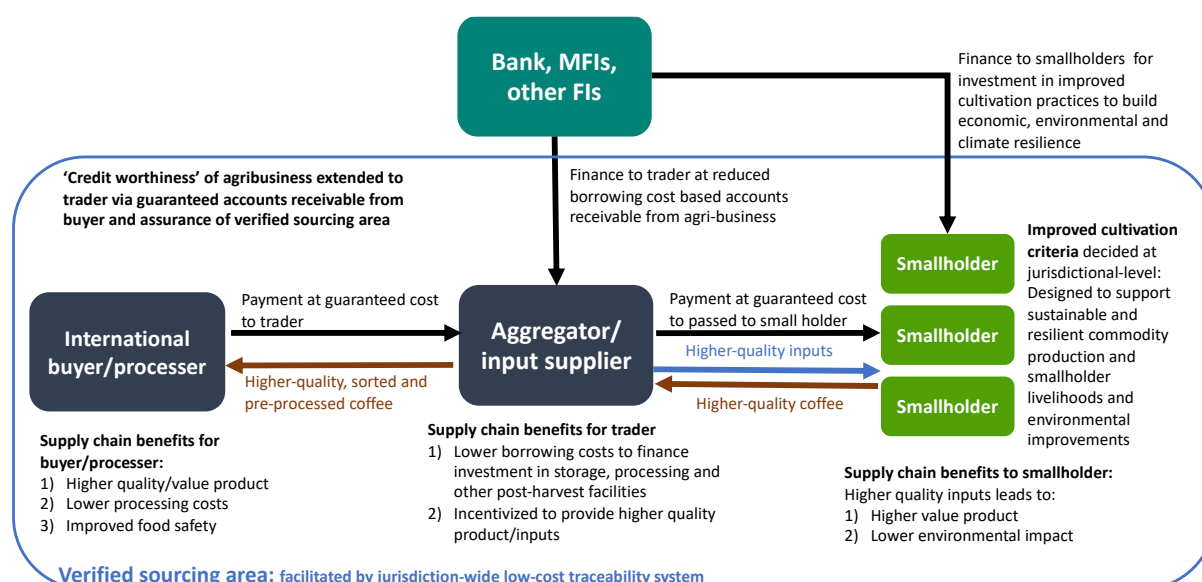 Bank, MFIs,
other FIs
Finance to smallholders for
investment in improved
cultivation practices to build
economic, environmental and
climate resilience
‘Credit worthiness’ of agribusiness extended to
trader via guaranteed accounts receivable from
buyer and assurance of verified sourcing area
Finance to trader at reduced
borrowing cost based accounts
receivable from agri-business
International
buyer/processer
Payment at guaranteed cost
to trader
Higher-quality, sorted and
pre-processed coffee
Aggregator/
input supplier
Payment at guaranteed cost
to passed to small holder
Higher-quality inputs
Higher-quality coffee
Smallholder
Smallholder
Smallholder
Improved cultivation
criteria decided at
jurisdictional-level:
Designed to support
sustainable and
resilient commodity
production and
smallholder
livelihoods and
environmental
improvements
Supply chain benefits for
buyer/processer:
1) Higher quality/value product
2) Lower processing costs
3) Improved food safety
Supply chain benefits for trader
1) Lower borrowing costs to finance
investment in storage, processing and
other post-harvest facilities
2) Incentivized to provide higher quality
product/inputs
Supply chain benefits to smallholder:
Higher quality inputs leads to:
1) Higher value product
2) Lower environmental impact
Verified sourcing area: facilitated by jurisdiction-wide low-cost traceability system